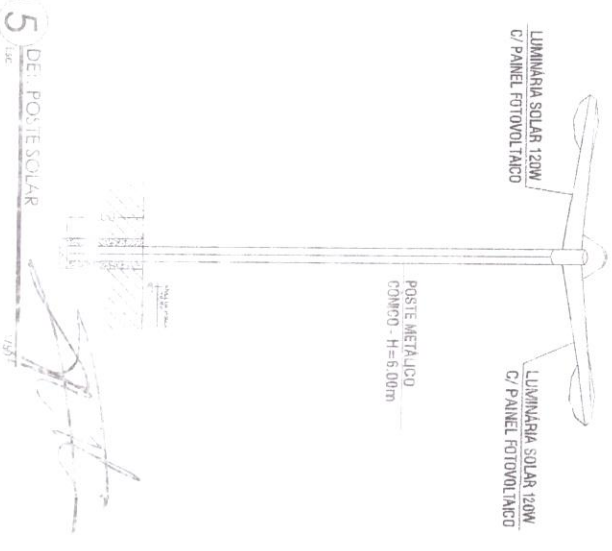 LUMINÁRIA SOLAR 120W
C/ PAINEL FOTOVOLTAICO
LUMINÁRIA SOLAR 120W
C/ PAINEL FOTOVOLTAICO
POSTE METÁLICO
CÔNICO - H=6.00m
5
DET. POSTE SOLAR